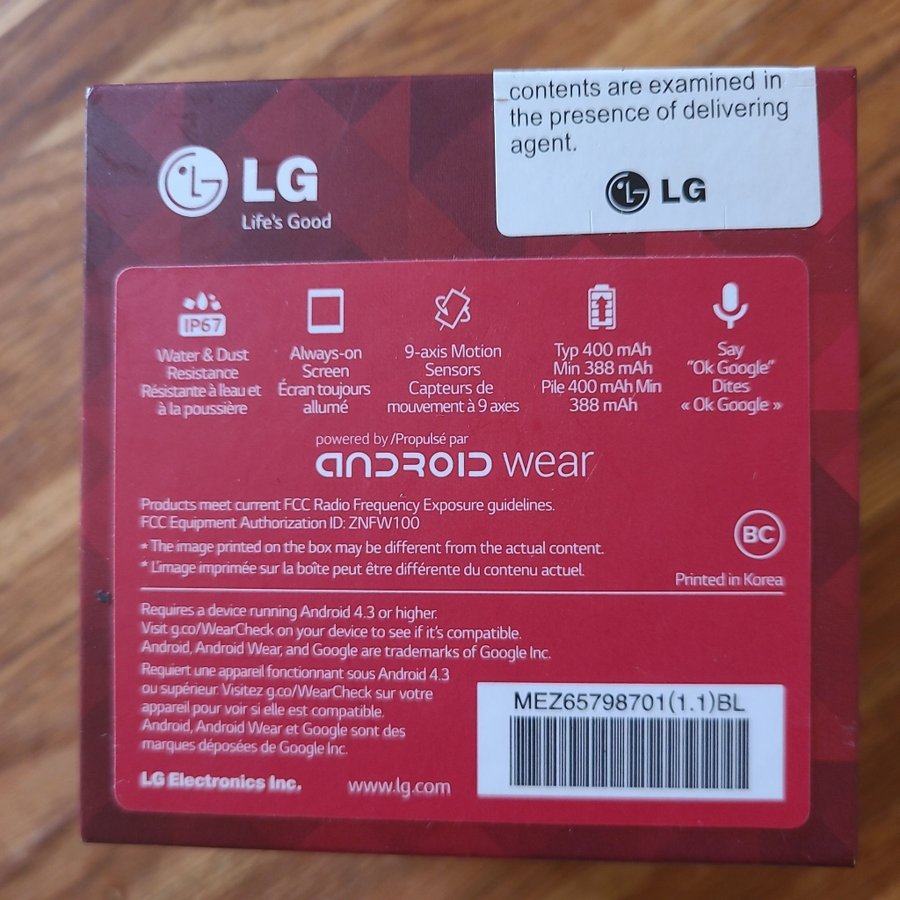 contents are examined in
the presence of delivering
agent.
LG
LG
Life's Good
IP67
Water & Dust
Resistance
Résistante à l'eau et
à la poussière
Always-on
Screen
Écran toujours
allumé
9-axis Motion
Sensors
Capteurs de
mouvement à 9 axes
Typ 400 mAh
Min 388 mAh
Pile 400 mAh Min
388 mAh
Say
"Ok Google"
Dites
« Ok Google »
powered by /Propulsé par
ANDROID wear
Products meet current FCC Radio Frequency Exposure guidelines.
FCC Equipment Authorization ID: ZNFW100
* The image printed on the box may be different from the actual content.
* L'image imprimée sur la boîte peut être différente du contenu actuel.
BC
Printed in Korea
Requires a device running Android 4.3 or higher.
Visit g.co/WearCheck on your device to see if it's compatible.
Android, Android Wear, and Google are trademarks of Google Inc.
Requiert une appareil fonctionnant sous Android 4.3
ou supérieur. Visitez g.co/WearCheck sur votre
appareil pour voir si elle est compatible.
Android, Android Wear et Google sont des
marques déposées de Google Inc.
LG Electronics Inc.
www.lg.com
MEZ65798701(1.1)BL